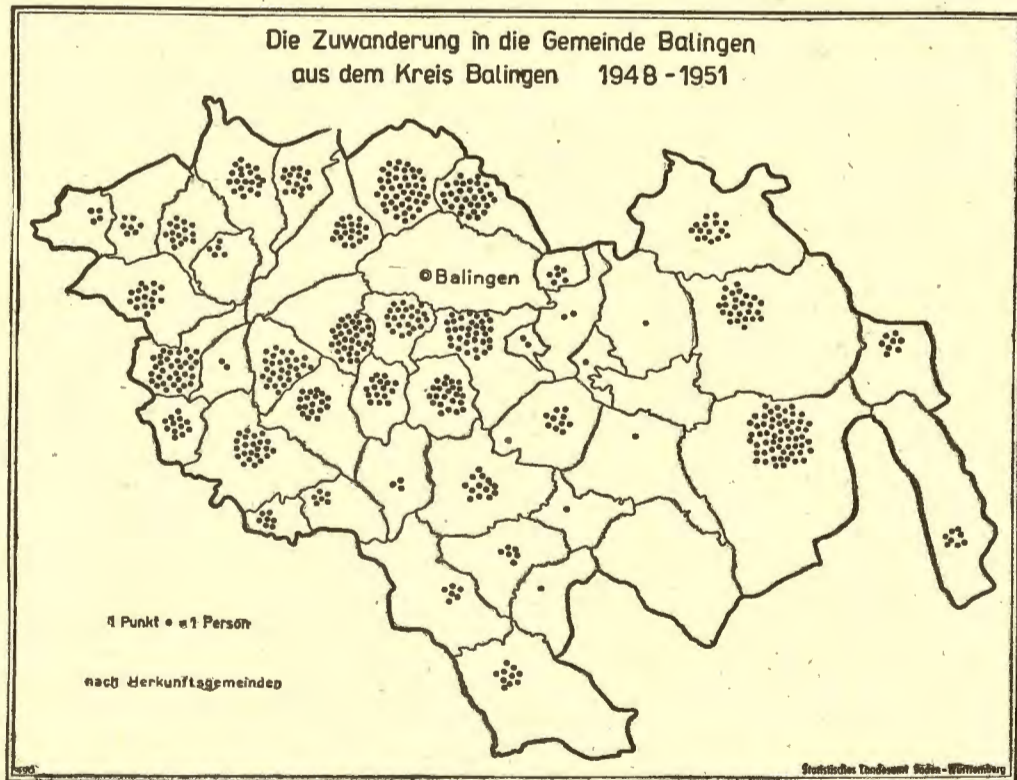 Die Zuwanderung in die Gemeinde Balingen
aus dem Kreis Balingen 1948-1951
Balingen
1 Punkt • = 1 Person
nach Herkunftsgemeinden
Statistisches Landesamt Baden-Württemberg